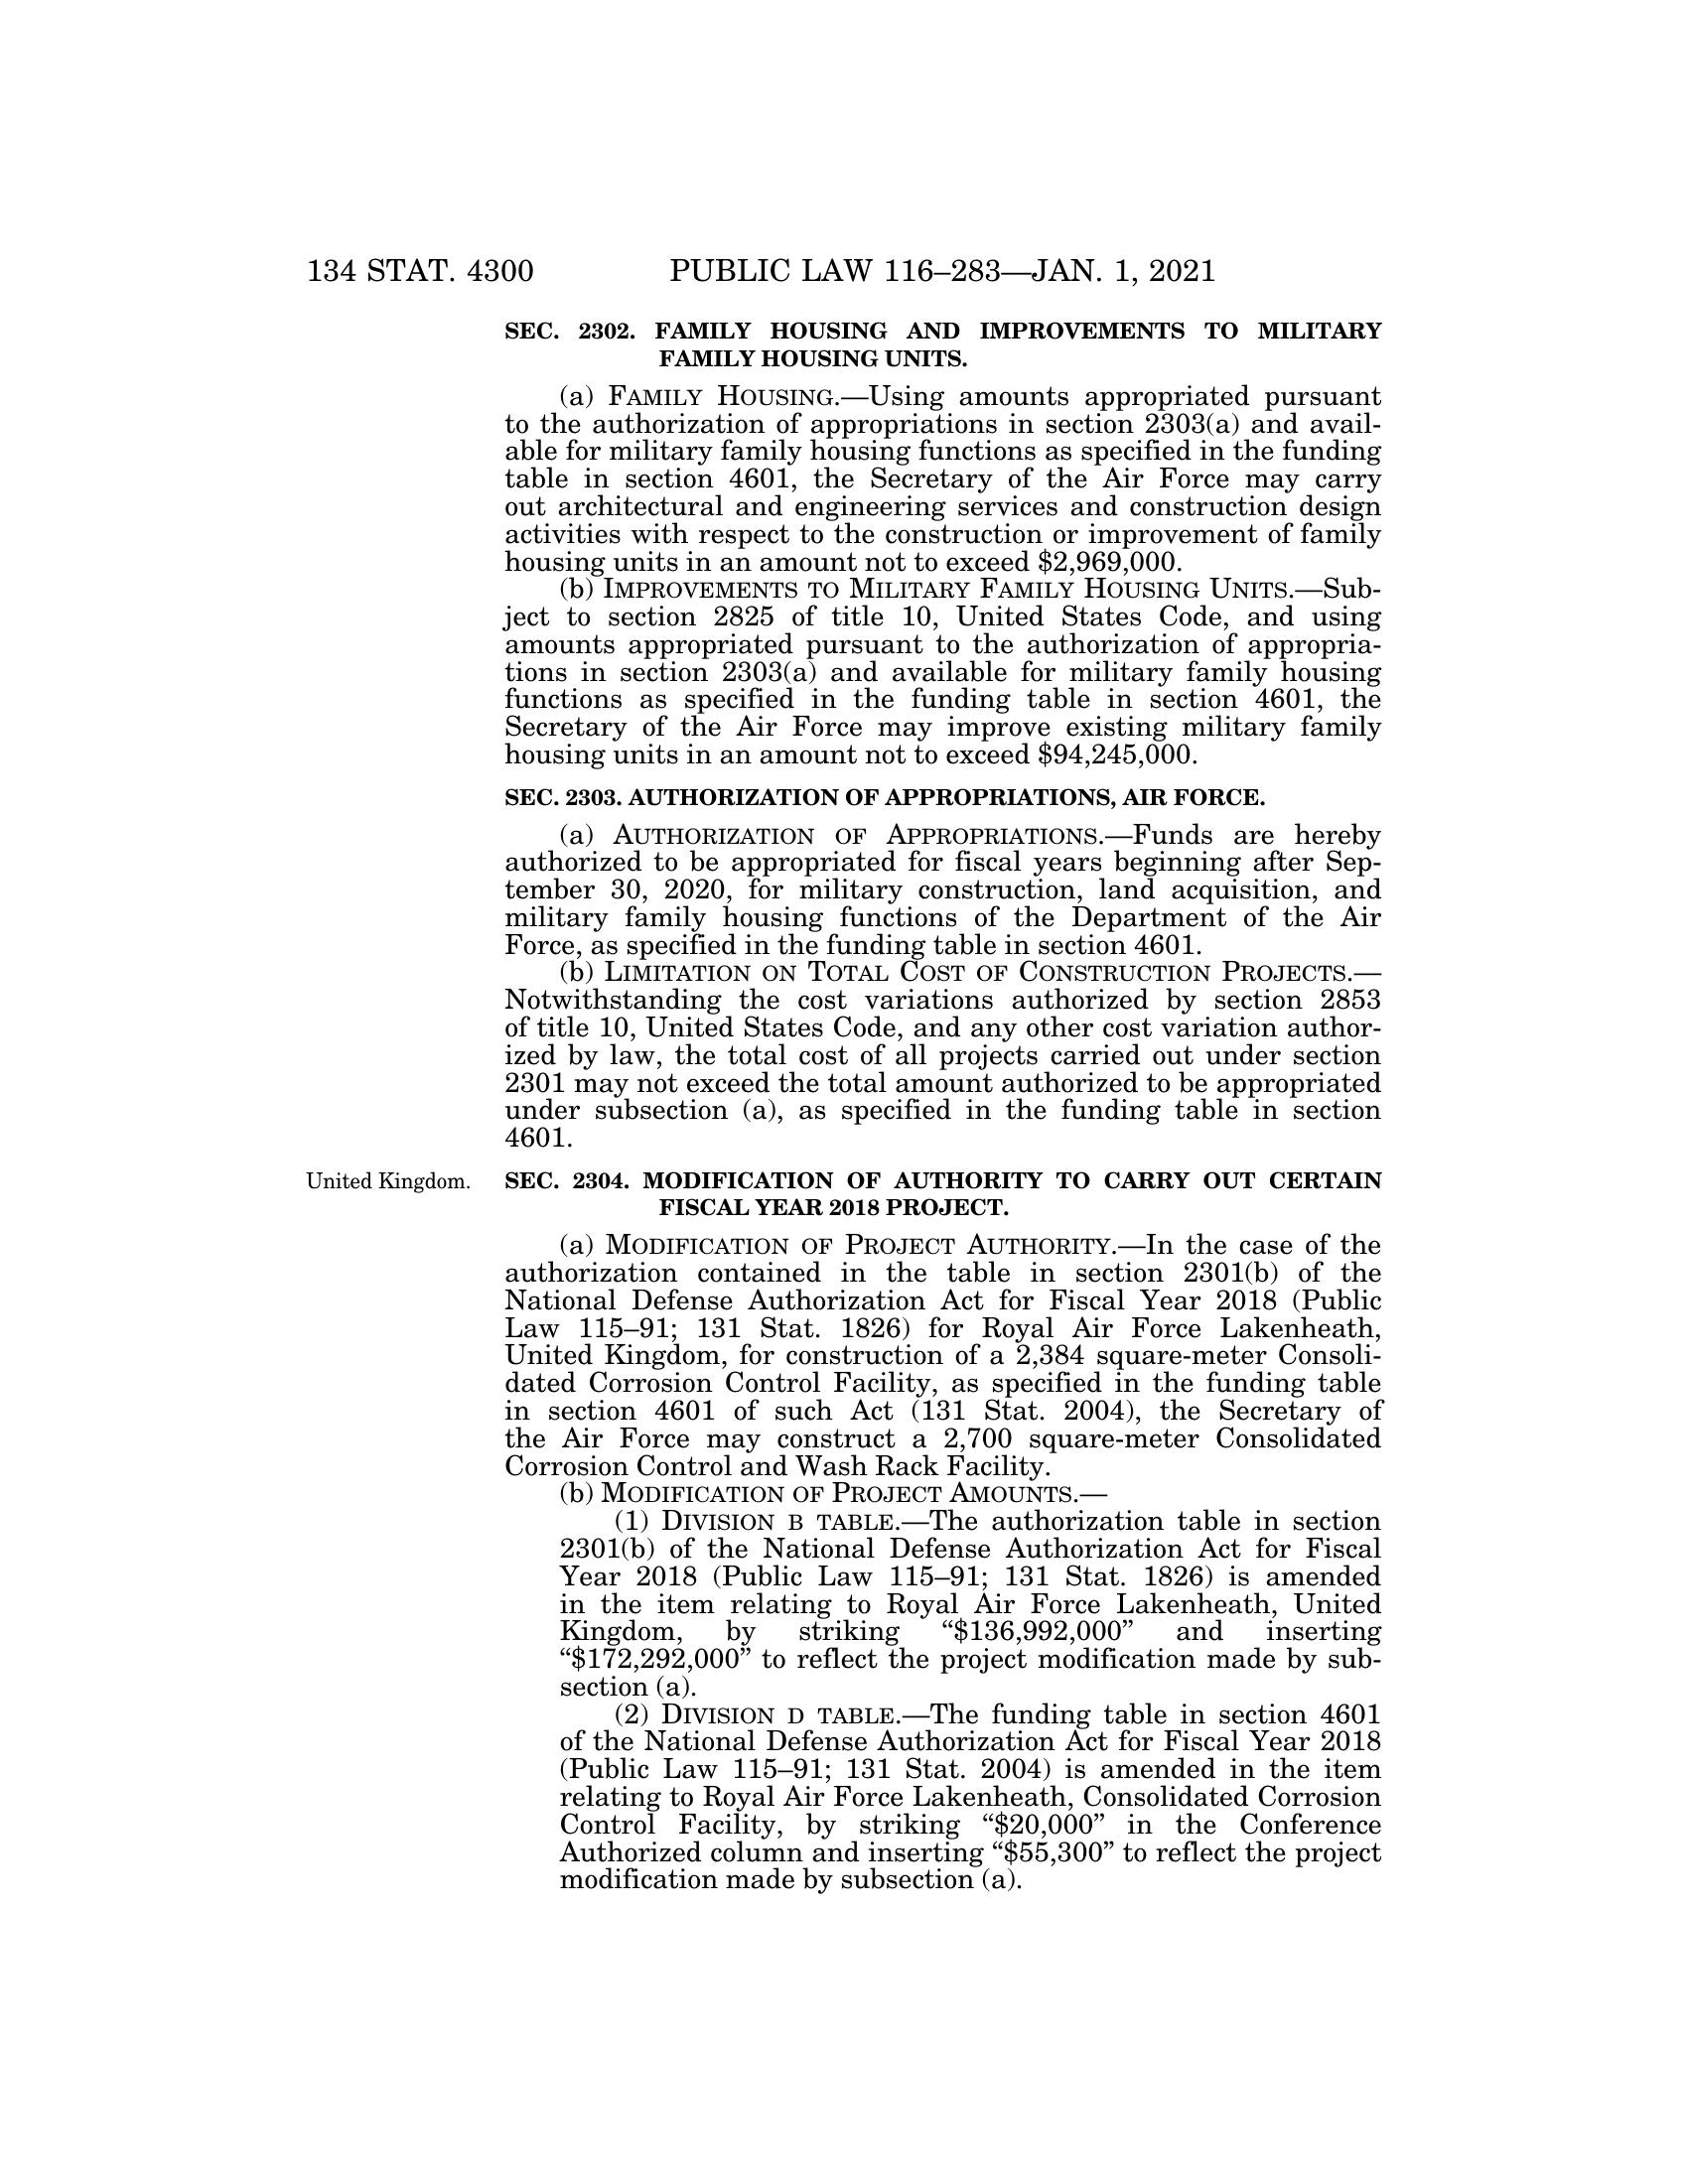 134 STAT. 4300 PUBLIC LAW 116–283—JAN. 1, 2021
SEC. 2302. FAMILY HOUSING AND IMPROVEMENTS TO MILITARY
FAMILY HOUSING UNITS.
(a) FAMILY HOUSING.—Using amounts appropriated pursuant
to the authorization of appropriations in section 2303(a) and avail-
able for military family housing functions as specified in the funding
table in section 4601, the Secretary of the Air Force may carry
out architectural and engineering services and construction design
activities with respect to the construction or improvement of family
housing units in an amount not to exceed $2,969,000.
(b) IMPROVEMENTS TO MILITARY FAMILY HOUSING UNITS.—Sub-
ject to section 2825 of title 10, United States Code, and using
amounts appropriated pursuant to the authorization of appropria-
tions in section 2303(a) and available for military family housing
functions as specified in the funding table in section 4601, the
Secretary of the Air Force may improve existing military family
housing units in an amount not to exceed $94,245,000.
SEC. 2303. AUTHORIZATION OF APPROPRIATIONS, AIR FORCE.
(a) AUTHORIZATION OF APPROPRIATIONS.—Funds are hereby
authorized to be appropriated for fiscal years beginning after Sep-
tember 30, 2020, for military construction, land acquisition, and
military family housing functions of the Department of the Air
Force, as specified in the funding table in section 4601.
(b) LIMITATION ON TOTAL COST OF CONSTRUCTION PROJECTS.—
Notwithstanding the cost variations authorized by section 2853
of title 10, United States Code, and any other cost variation author-
ized by law, the total cost of all projects carried out under section
2301 may not exceed the total amount authorized to be appropriated
under subsection (a), as specified in the funding table in section
4601.
United Kingdom.
SEC. 2304. MODIFICATION OF AUTHORITY TO CARRY OUT CERTAIN
FISCAL YEAR 2018 PROJECT.
(a) MODIFICATION OF PROJECT AUTHORITY.—In the case of the
authorization contained in the table in section 2301(b) of the
National Defense Authorization Act for Fiscal Year 2018 (Public
Law 115–91; 131 Stat. 1826) for Royal Air Force Lakenheath,
United Kingdom, for construction of a 2,384 square-meter Consoli-
dated Corrosion Control Facility, as specified in the funding table
in section 4601 of such Act (131 Stat. 2004), the Secretary of
the Air Force may construct a 2,700 square-meter Consolidated
Corrosion Control and Wash Rack Facility.
(b) MODIFICATION OF PROJECT AMOUNTS.—
(1) DIVISION B TABLE.—The authorization table in section
2301(b) of the National Defense Authorization Act for Fiscal
Year 2018 (Public Law 115–91; 131 Stat. 1826) is amended
in the item relating to Royal Air Force Lakenheath, United
Kingdom, by striking “$136,992,000” and inserting
“$172,292,000” to reflect the project modification made by sub-
section (a).
(2) DIVISION D TABLE.—The funding table in section 4601
of the National Defense Authorization Act for Fiscal Year 2018
(Public Law 115–91; 131 Stat. 2004) is amended in the item
relating to Royal Air Force Lakenheath, Consolidated Corrosion
Control Facility, by striking “$20,000” in the Conference
Authorized column and inserting “$55,300” to reflect the project
modification made by subsection (a).